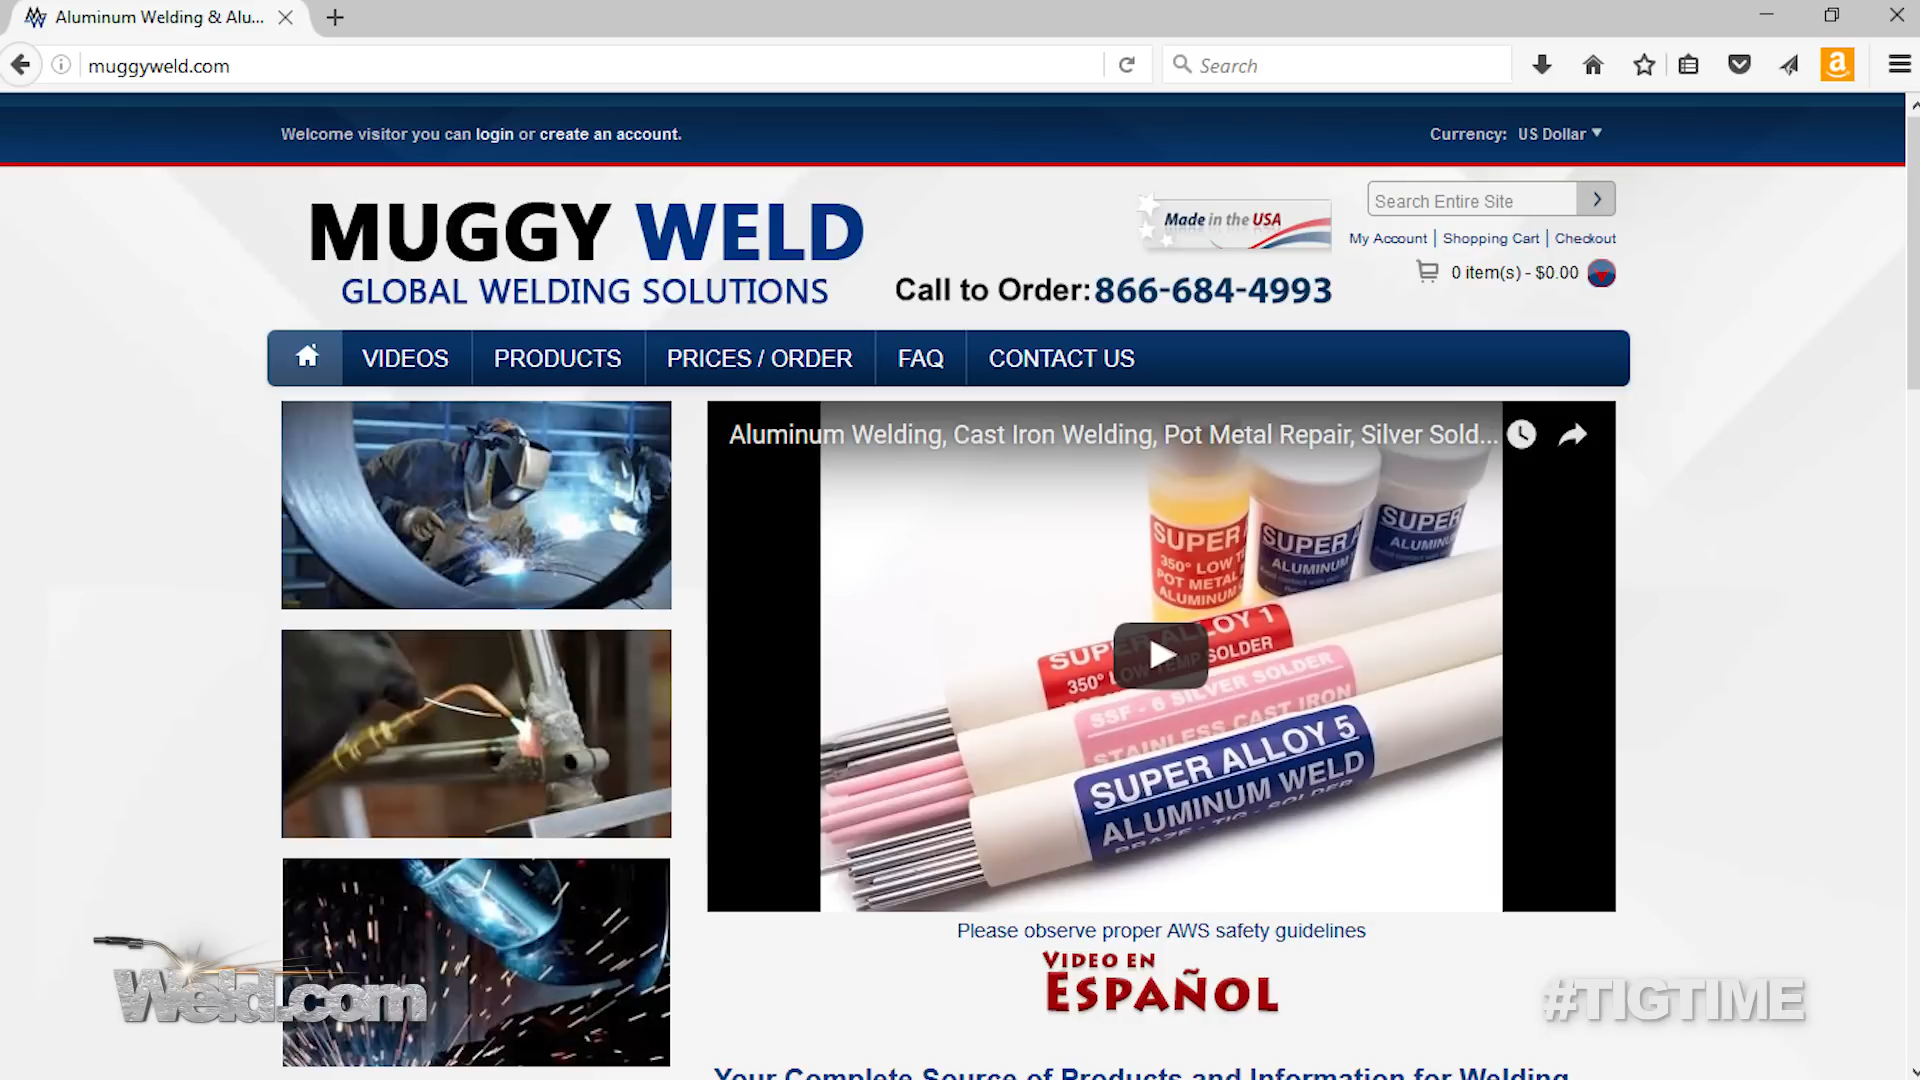 Aluminum Welding & Alu...
muggyweld.com
Search
Welcome visitor you can login or create an account.
Currency: US Dollar
MUGGY WELD
GLOBAL WELDING SOLUTIONS
Made in the USA
Call to Order: 866-684-4993
Search Entire Site
My Account | Shopping Cart | Checkout
0 item(s) - $0.00
VIDEOS
PRODUCTS
PRICES / ORDER
FAQ
CONTACT US
Aluminum Welding, Cast Iron Welding, Pot Metal Repair, Silver Sold...
SUPER
350° LOW
POT METAL
ALUMINUM
SUPER
ALUMINUM
SUPER
ALUMINUM
350° LOW TEMP SOLDER
SSF - 6 SILVER SOLDER
STAINLESS CAST IRON
SUPER ALLOY 5
ALUMINUM WELD
BRAZE - TIG - SOLDER
Please observe proper AWS safety guidelines
VIDEO EN
ESPAÑOL
Weld.com
#TIGTIME
Your Complete Source of Products and Information for Welding